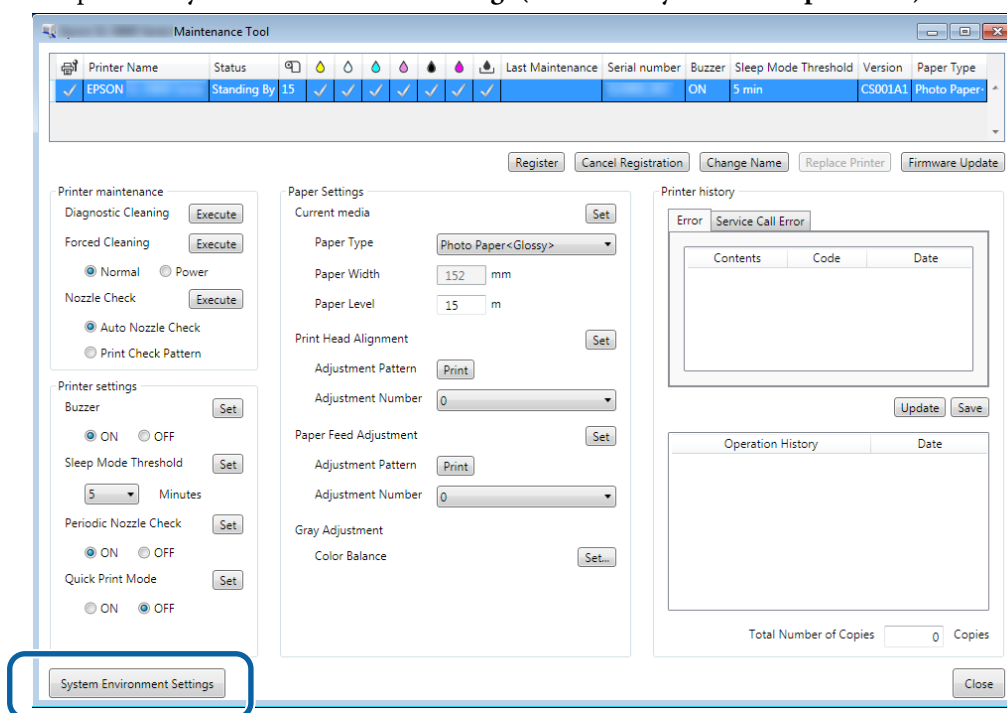 Maintenance Tool
Printer Name Status Last Maintenance Serial number Buzzer Sleep Mode Threshold Version Paper Type
EPSON Standing By 15 ON 5 min CS001A1 Photo Paper
Register Cancel Registration Change Name Replace Printer Firmware Update
Printer maintenance
Diagnostic Cleaning Execute
Forced Cleaning Execute
Normal Power
Nozzle Check Execute
Auto Nozzle Check
Print Check Pattern
Printer settings
Buzzer Set
ON OFF
Sleep Mode Threshold Set
5 Minutes
Periodic Nozzle Check Set
ON OFF
Quick Print Mode Set
ON OFF
Paper Settings
Current media Set
Paper Type Photo Paper<Glossy>
Paper Width 152 mm
Paper Level 15 m
Print Head Alignment Set
Adjustment Pattern Print
Adjustment Number 0
Paper Feed Adjustment Set
Adjustment Pattern Print
Adjustment Number 0
Gray Adjustment
Color Balance Set...
Printer history
Error Service Call Error
Contents Code Date
Update Save
Operation History Date
Total Number of Copies 0 Copies
System Environment Settings Close